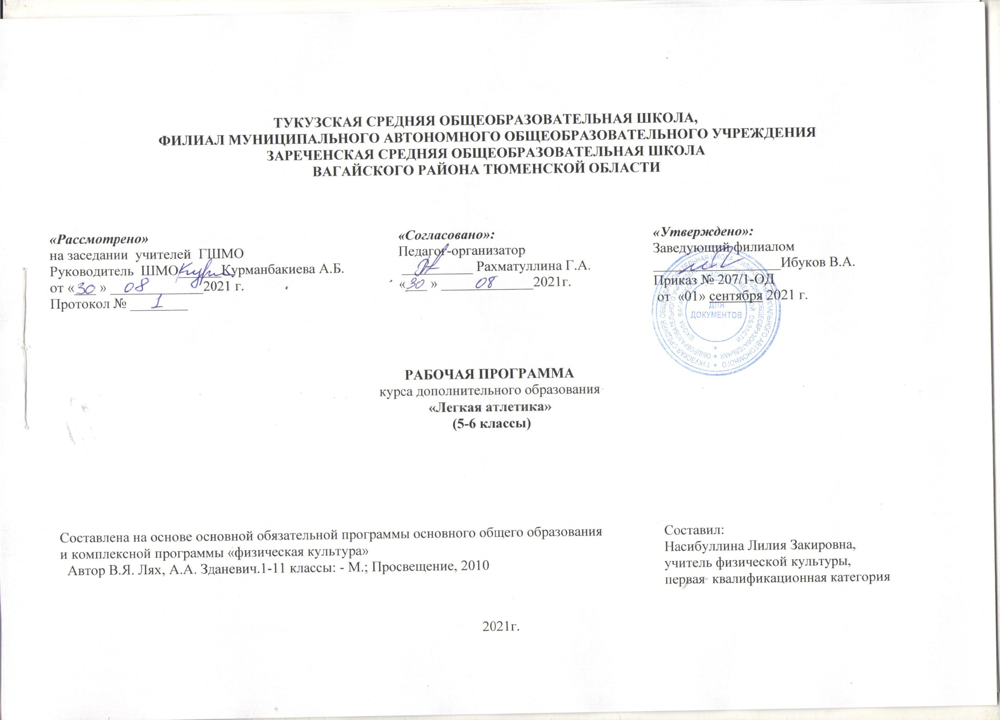 ТУКУЗСКАЯ СРЕДНЯЯ ОБЩЕОБРАЗОВАТЕЛЬНАЯ ШКОЛА,
ФИЛИАЛ МУНИЦИПАЛЬНОГО АВТОНОМНОГО ОБЩЕОБРАЗОВАТЕЛЬНОГО УЧРЕЖДЕНИЯ
ЗАРЕЧЕНСКАЯ СРЕДНЯЯ ОБЩЕОБРАЗОВАТЕЛЬНАЯ ШКОЛА
ВАГАЙСКОГО РАЙОНА ТЮМЕНСКОЙ ОБЛАСТИ
«Рассмотрено»
на заседании учителей ГШМО
Руководитель ШМО Курманбакиева А.Б.
от «30» 08 2021 г.
Протокол № 1
«Согласовано»:
Педагог-организатор
Рахматуллина Г.А.
«30» 08 2021г.
«Утверждено»:
Заведующий филиалом
Ибуков В.А.
Приказ № 207/1-ОД
от «01» сентября 2021 г.
ДЛЯ
ДОКУМЕНТОВ
РАБОЧАЯ ПРОГРАММА
курса дополнительного образования
«Легкая атлетика»
(5-6 классы)
Составлена на основе основной обязательной программы основного общего образования
и комплексной программы «физическая культура»
Автор В.Я. Лях, А.А. Зданевич.1-11 классы: - М.; Просвещение, 2010
Составил:
Насибуллина Лилия Закировна,
учитель физической культуры,
первая квалификационная категория
2021г.